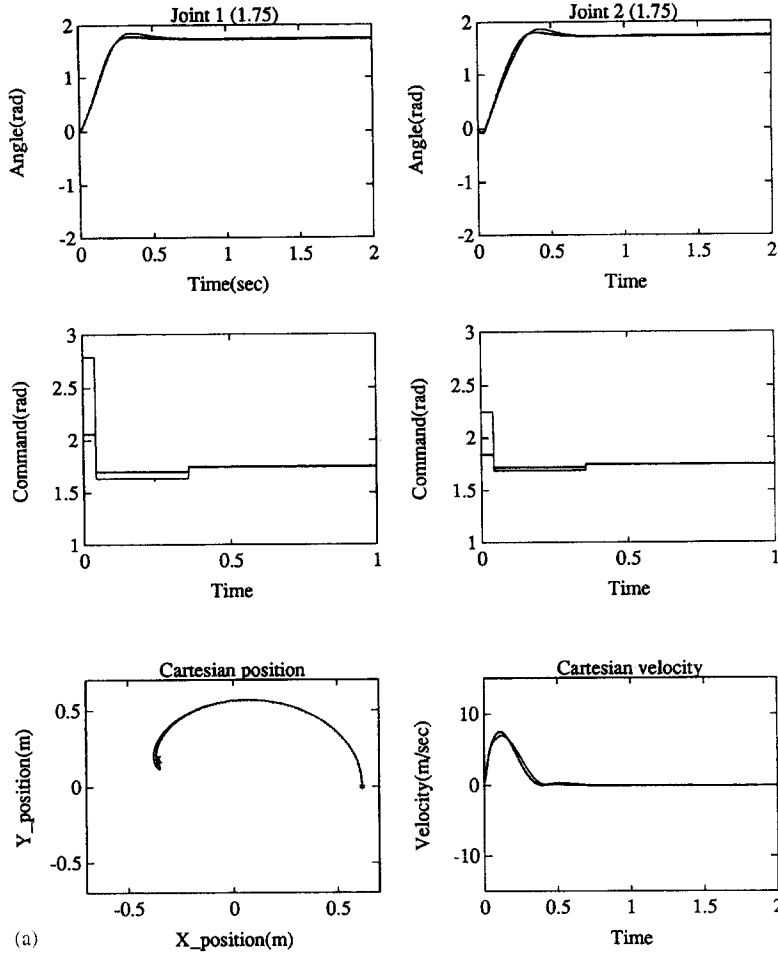 Joint 1 (1.75)
Joint 2 (1.75)
2
1
0
-1
-2
Angle(rad)
0
0.5
1
1.5
2
Time(sec)
2
1
0
-1
-2
Angle(rad)
0
0.5
1
1.5
2
Time
3
2.5
2
1.5
1
Command(rad)
0
0.5
1
Time
3
2.5
2
1.5
1
Command(rad)
0
0.5
1
Time
Cartesian position
Cartesian velocity
0.5
0
-0.5
Y_position(m)
-0.5
0
0.5
X_position(m)
10
0
-10
Velocity(m/sec)
0
0.5
1
1.5
2
Time
(a)